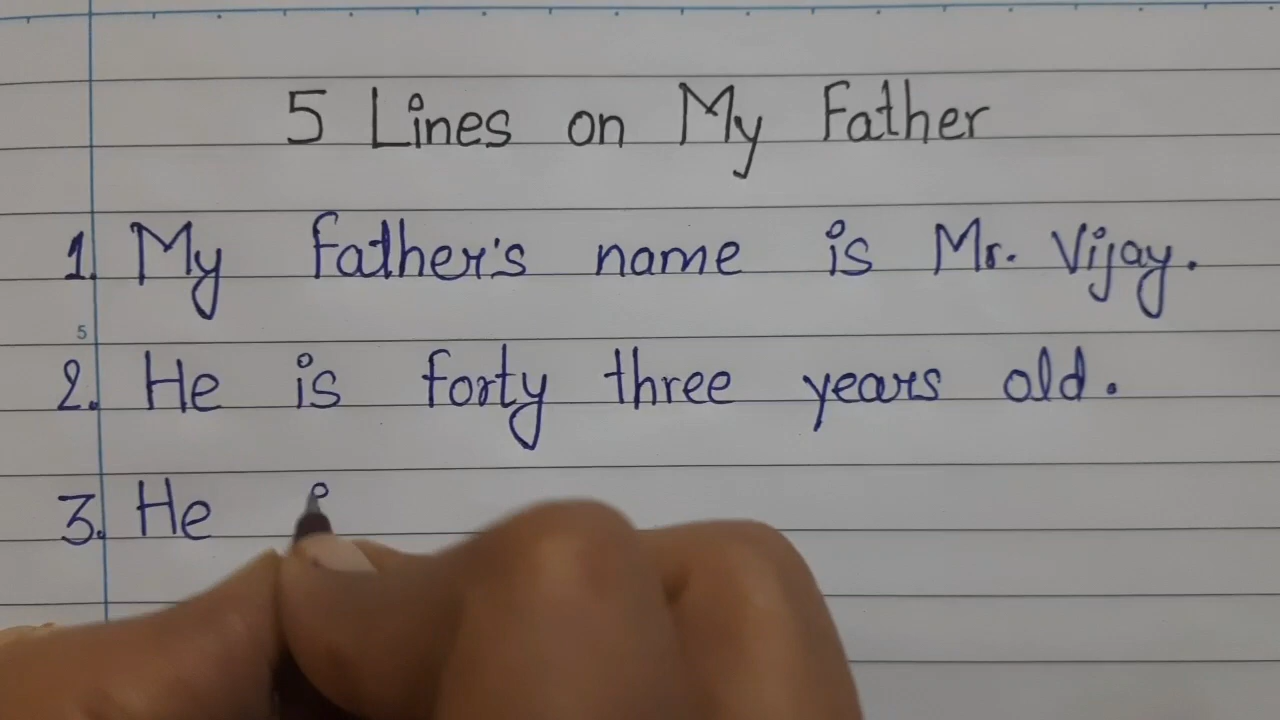 5 Lines on My Father
1. My Father's name is Mr. Vijay.
5
2. He is forty three years old.
3. He